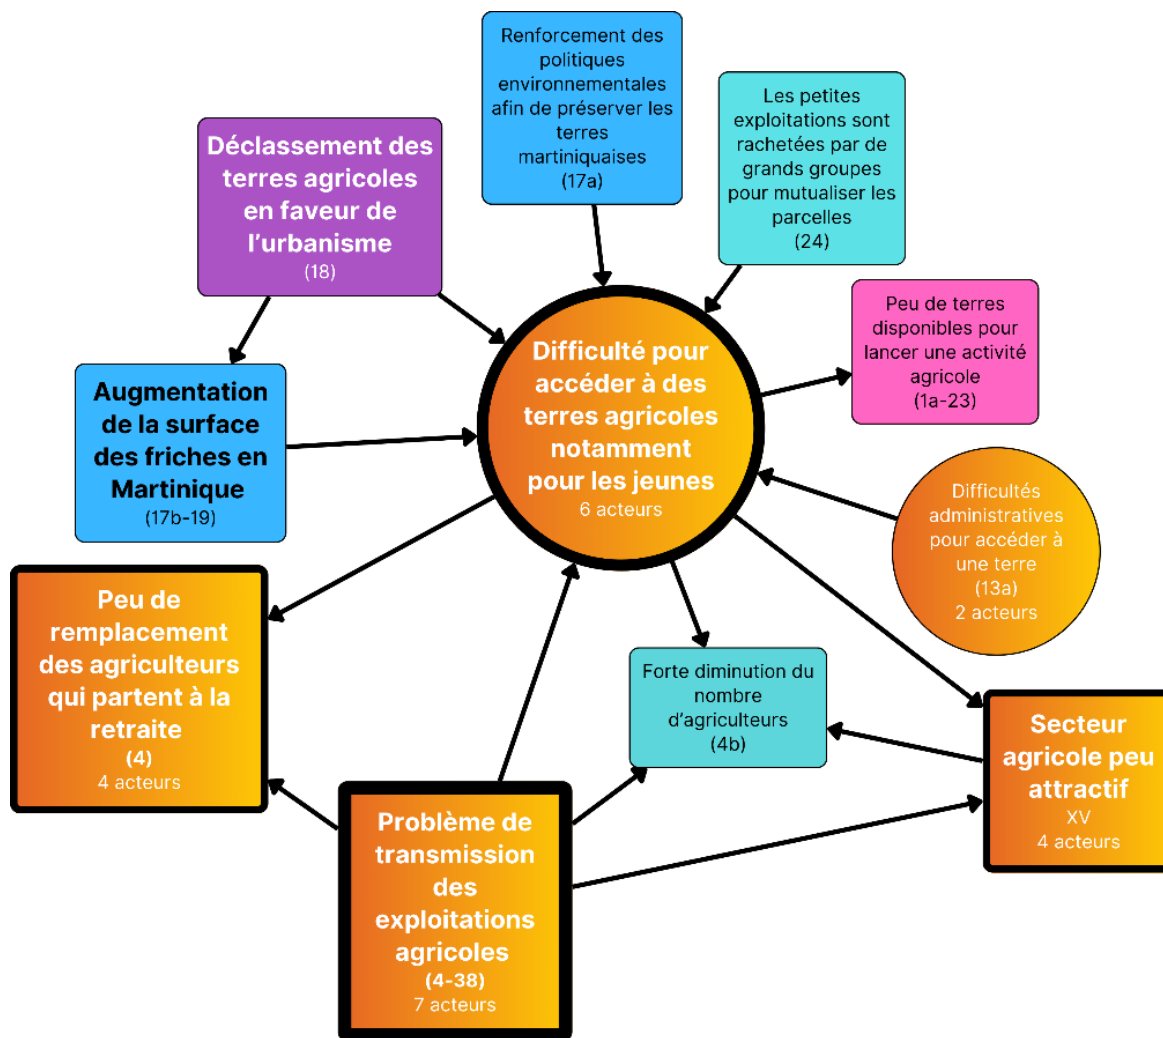 Renforcement des
politiques
environnementales
afin de préserver les
terres
martiniquaises
(17a)
Les petites
exploitations sont
rachetées par de
grands groupes
pour mutualiser les
parcelles
(24)
Déclassement des
terres agricoles
en faveur de
l’urbanisme
(18)
Peu de terres
disponibles pour
lancer une activité
agricole
(1a-23)
Difficulté pour
accéder à des
terres agricoles
notamment
pour les jeunes
6 acteurs
Augmentation
de la surface
des friches en
Martinique
(17b-19)
Difficultés
administratives
pour accéder à
une terre
(13a)
2 acteurs
Peu de
remplacement
des agriculteurs
qui partent à la
retraite
(4)
4 acteurs
Forte diminution du
nombre
d’agriculteurs
(4b)
Secteur
agricole peu
attractif
XV
4 acteurs
Problème de
transmission
des
exploitations
agricoles
(4-38)
7 acteurs